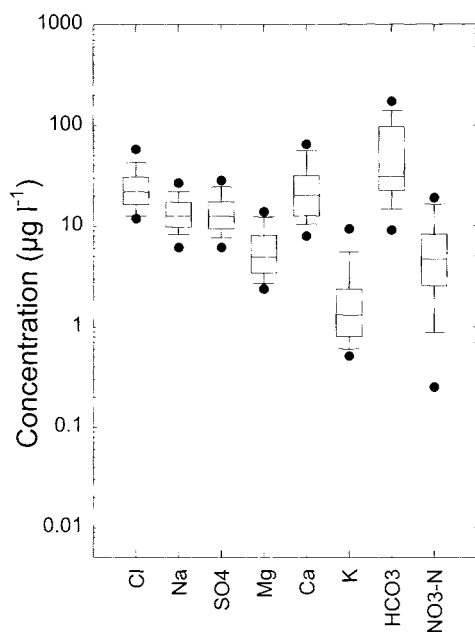 1000
100
10
1
0.1
0.01
Concentration (µg l⁻¹)
Cl
Na
SO4
Mg
Ca
K
HCO3
NO3-N